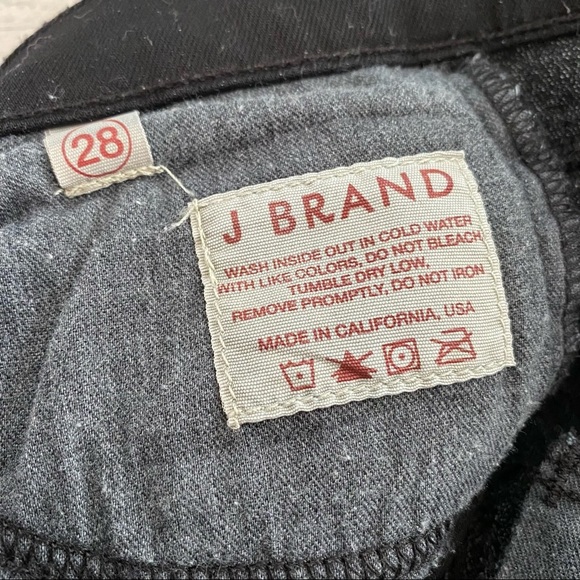 28
J BRAND
WASH INSIDE OUT IN COLD WATER
WITH LIKE COLORS, DO NOT BLEACH
TUMBLE DRY LOW,
REMOVE PROMPTLY, DO NOT IRON
MADE IN CALIFORNIA, USA